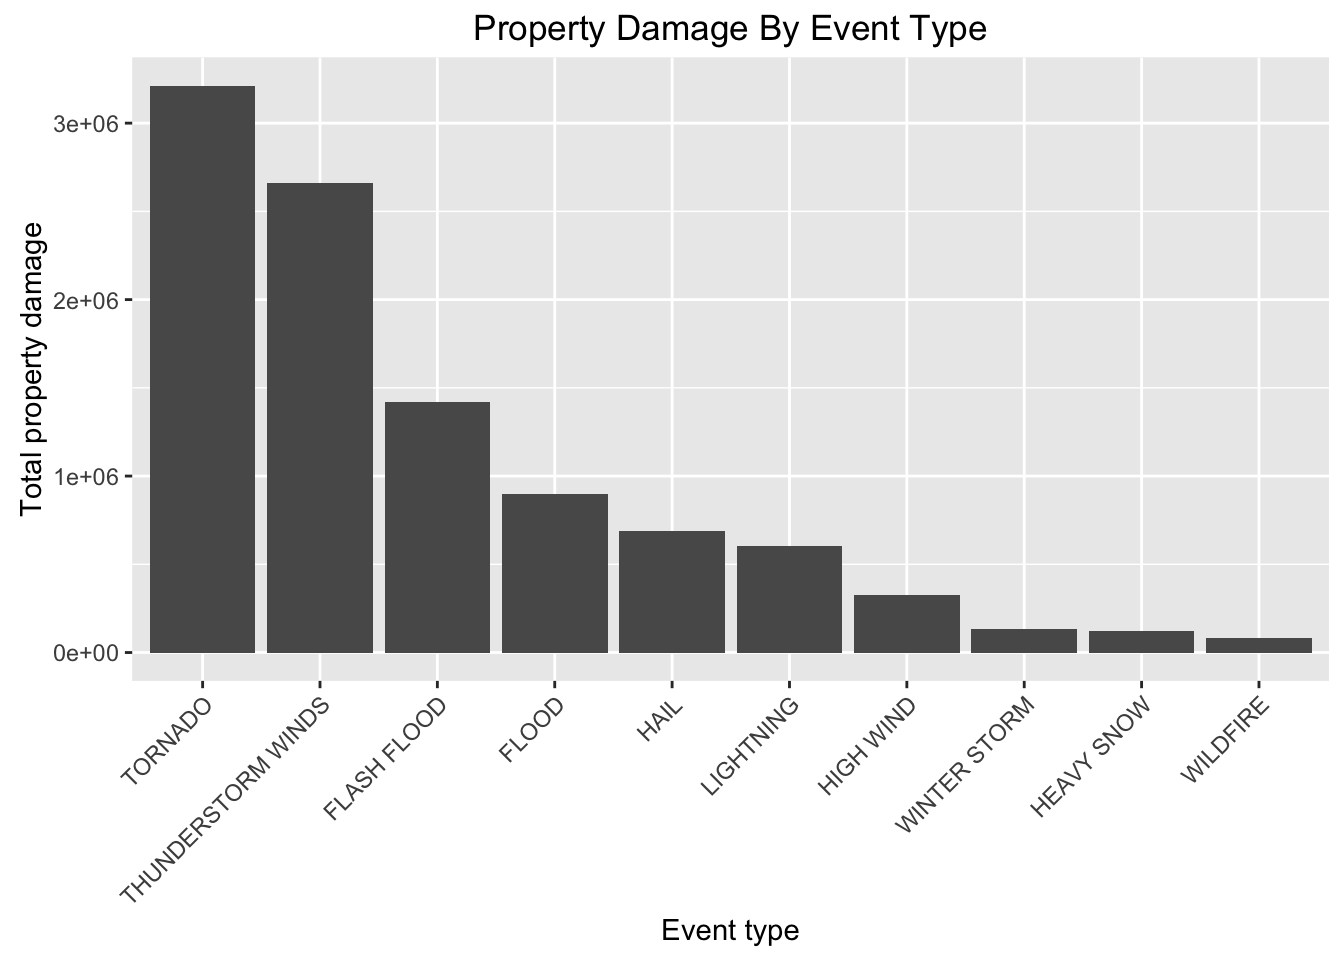 Property Damage By Event Type
Total property damage
3e+06
2e+06
1e+06
0e+00
TORNADO
THUNDERSTORM WINDS
FLASH FLOOD
FLOOD
HAIL
LIGHTNING
HIGH WIND
WINTER STORM
HEAVY SNOW
WILDFIRE
Event type